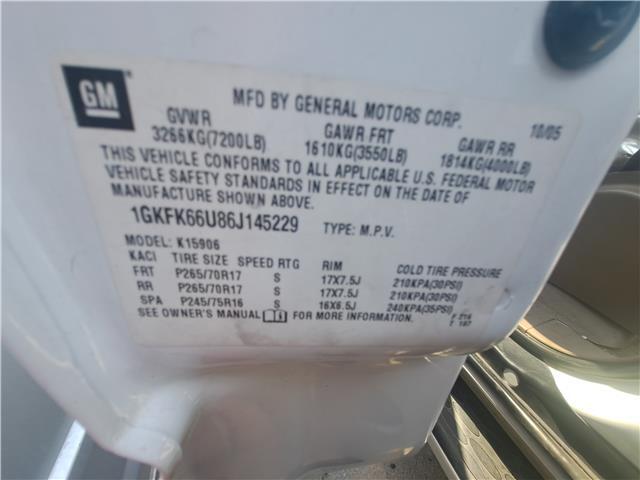 GM
MFD BY GENERAL MOTORS CORP. 10/05
GVWR GAWR FRT GAWR RR
3266KG(7200LB) 1610KG(3550LB) 1814KG(4000LB)
THIS VEHICLE CONFORMS TO ALL APPLICABLE U.S. FEDERAL MOTOR
VEHICLE SAFETY STANDARDS IN EFFECT ON THE DATE OF
MANUFACTURE SHOWN ABOVE.
1GKFK66U86J145229 TYPE: M.P.V.
MODEL: K15906
KACI TIRE SIZE SPEED RTG RIM COLD TIRE PRESSURE
FRT P265/70R17 S 17X7.5J 210KPA(30PSI)
RR P265/70R17 S 17X7.5J 210KPA(30PSI)
SPA P245/75R16 S 16X6.5J 240KPA(35PSI)
SEE OWNER'S MANUAL FOR MORE INFORMATION.